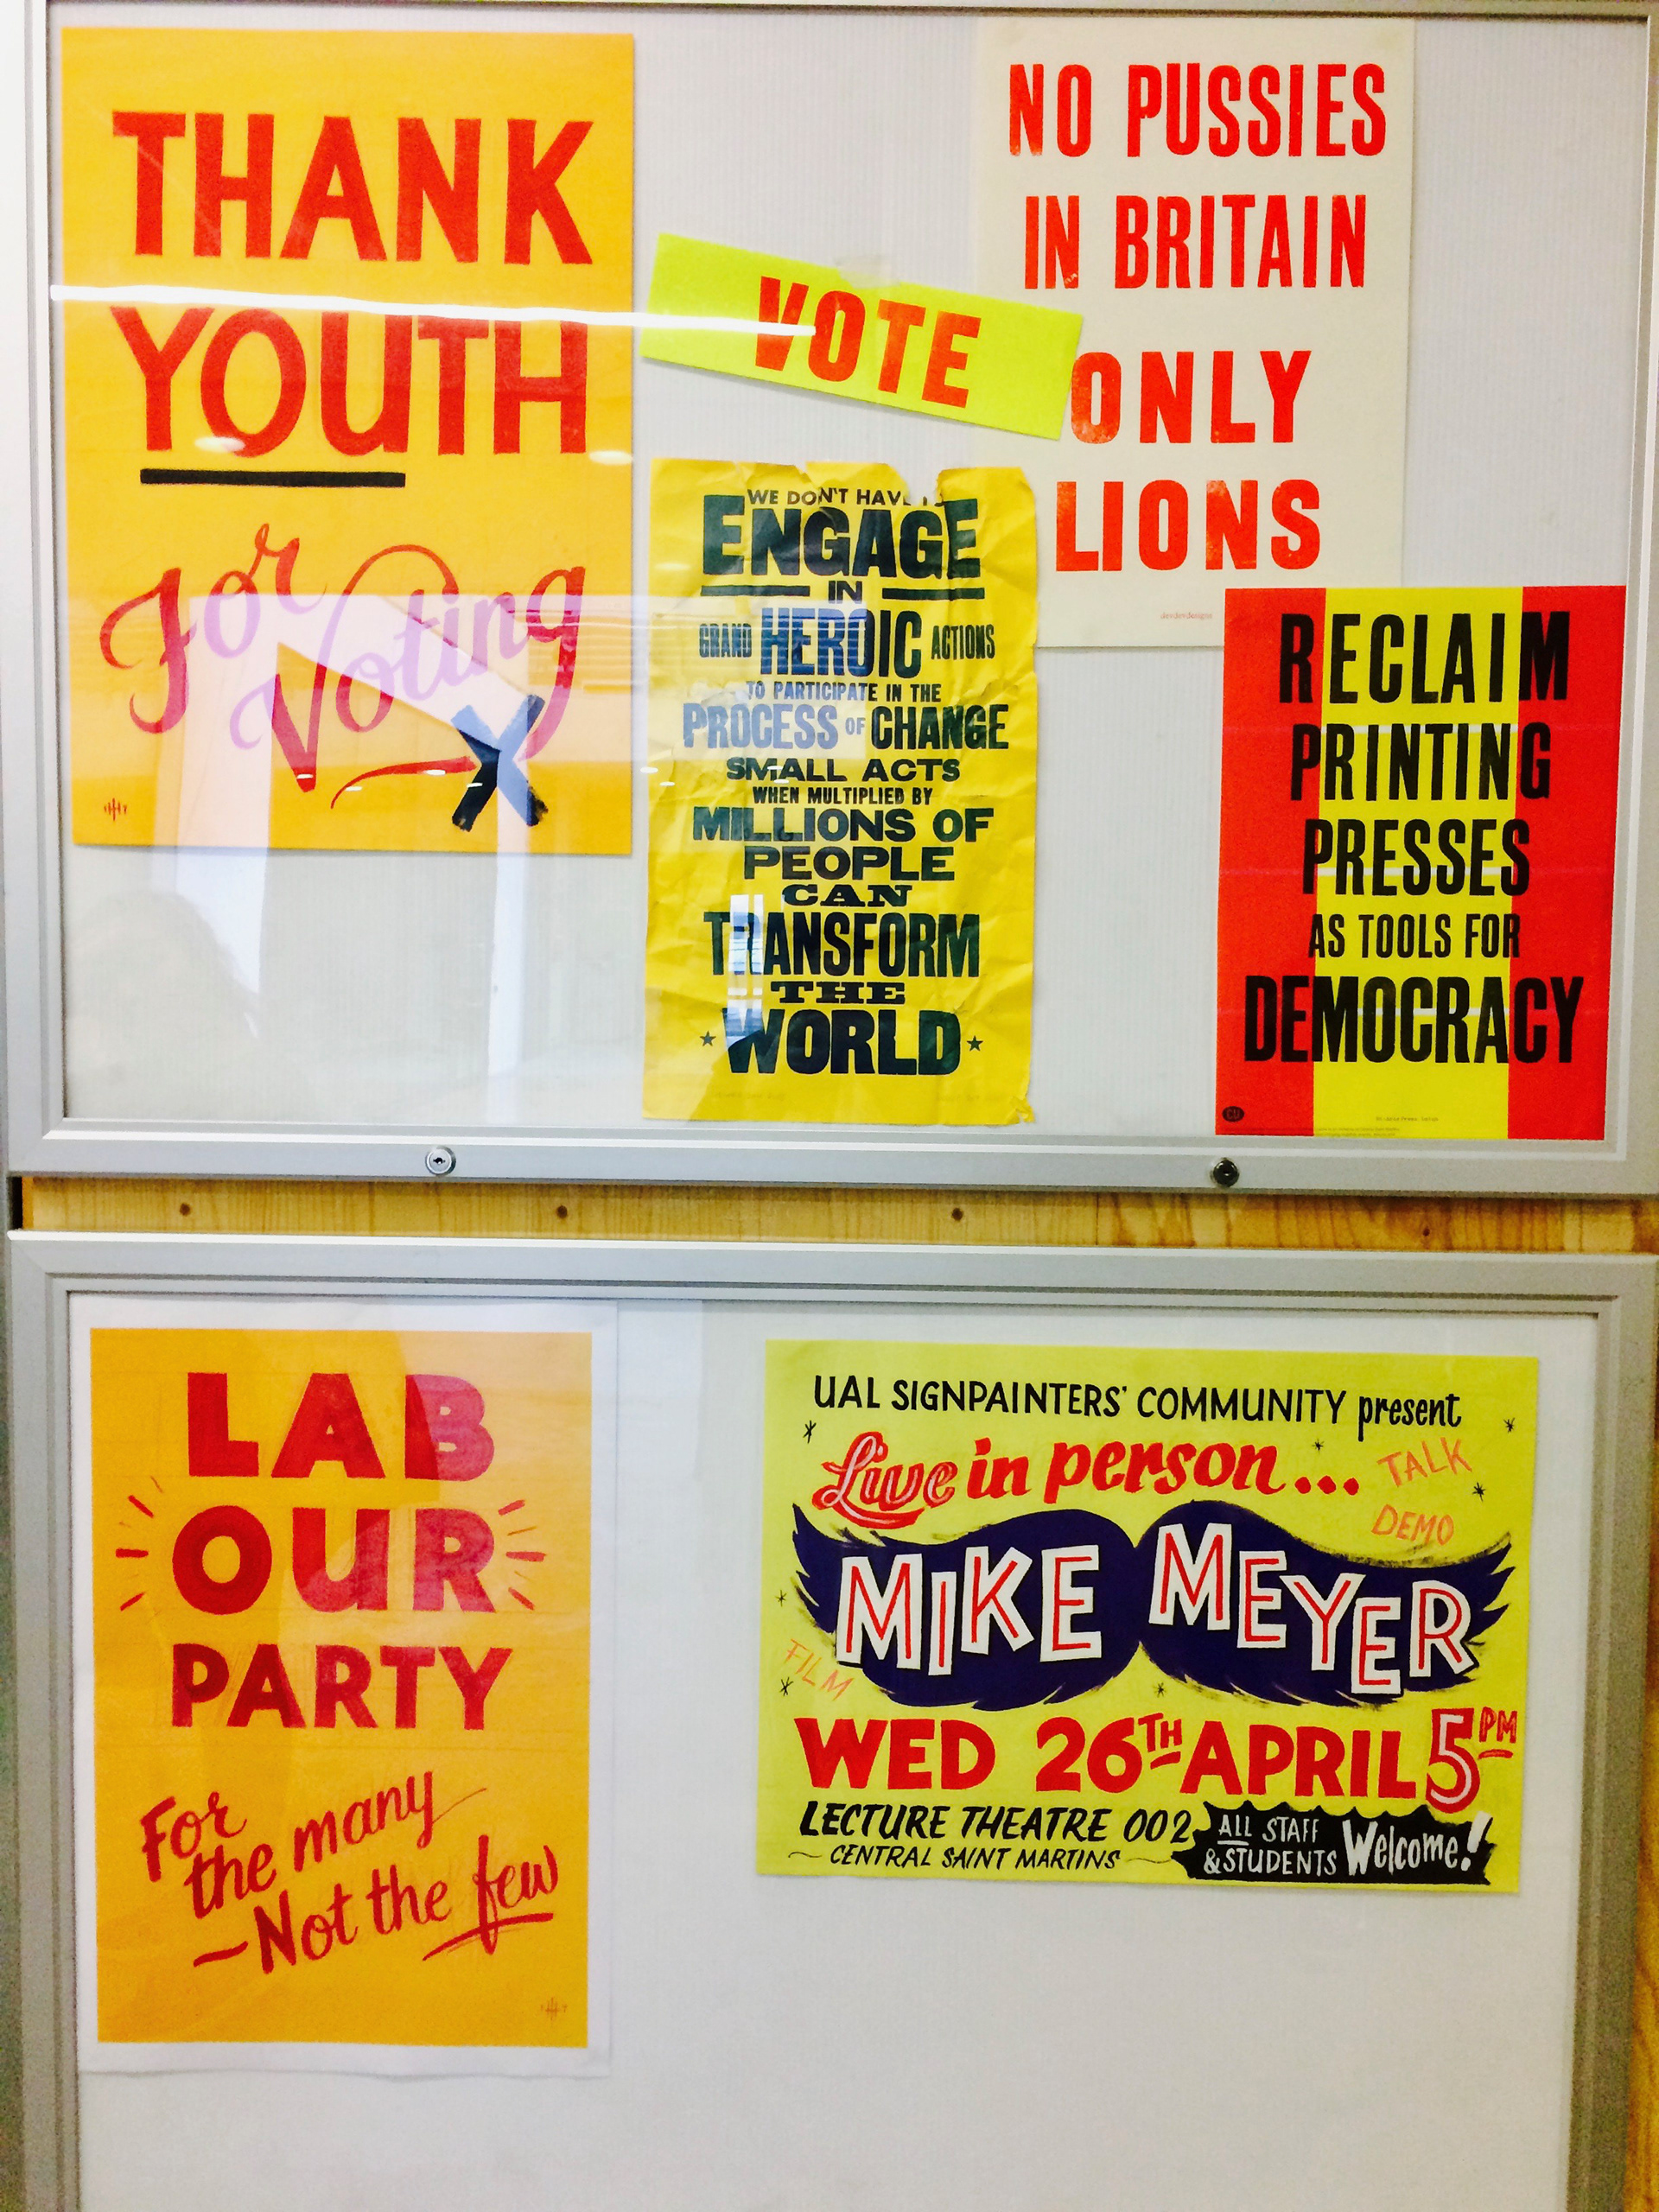 THANK
YOUTH
For
Voting
X
VOTE
NO PUSSIES
IN BRITAIN
ONLY
LIONS
devdevdesigns
WE DON'T HAVE TO
ENGAGE
IN
GRAND HEROIC ACTIONS
TO PARTICIPATE IN THE
PROCESS OF CHANGE
SMALL ACTS
WHEN MULTIPLIED BY
MILLIONS OF
PEOPLE
CAN
TRANSFORM
THE
WORLD
RECLAIM
PRINTING
PRESSES
AS TOOLS FOR
DEMOCRACY
LAB
OUR
PARTY
For
the many
—Not the few
UAL SIGNPAINTERS' COMMUNITY present
Live in person...
TALK
DEMO
MIKE MEYER
FILM
WED 26TH APRIL 5PM
LECTURE THEATRE 002
CENTRAL SAINT MARTINS
ALL STAFF
& STUDENTS
Welcome!